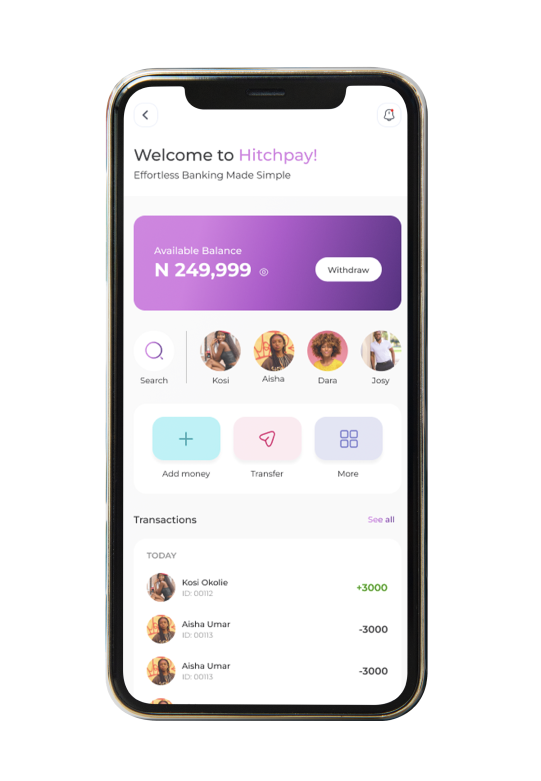 Welcome to Hitchpay!
Effortless Banking Made Simple
Available Balance
N 249,999
Withdraw
Search
Kosi
Aisha
Dara
Josy
Add money
Transfer
More
Transactions
See all
TODAY
Kosi Okolie
ID: 00112
+3000
Aisha Umar
ID: 00113
-3000
Aisha Umar
ID: 00113
-3000